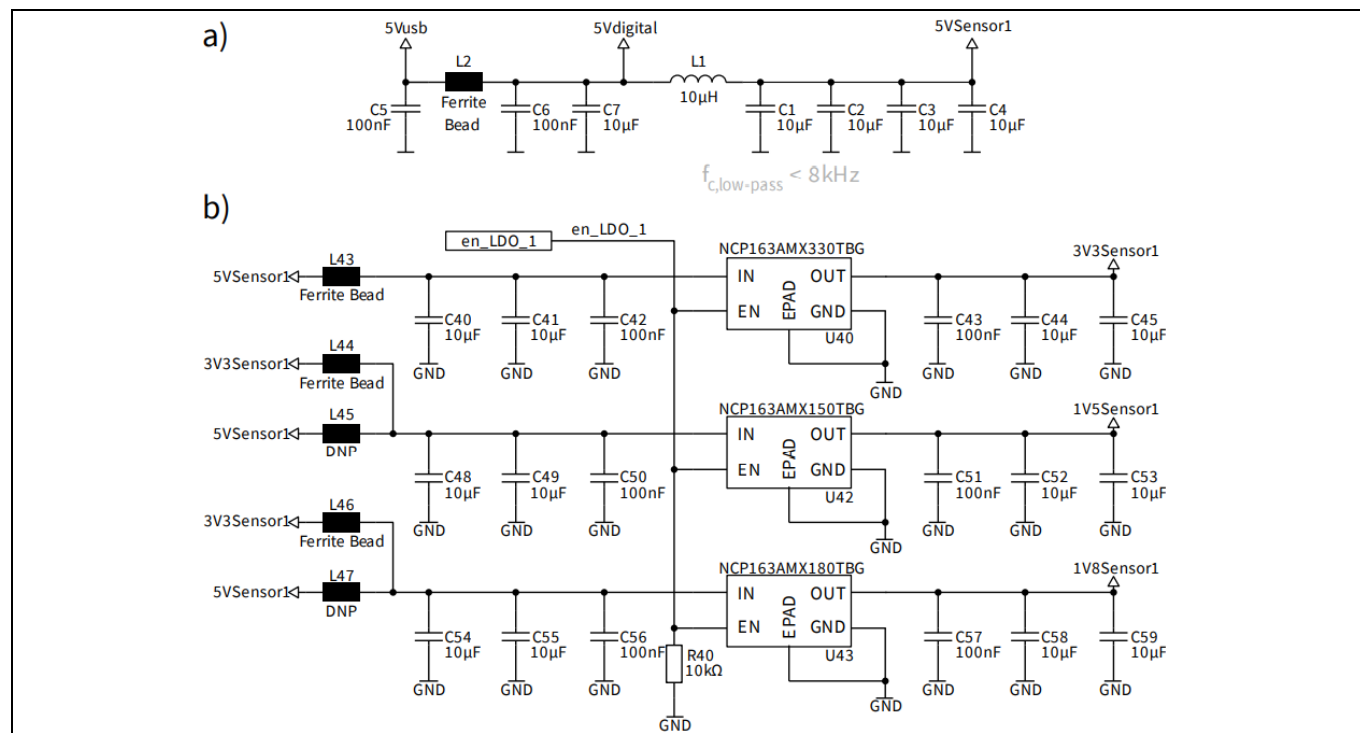 a)
5Vusb
5Vdigital
5VSensor1
L2
L1
Ferrite
Bead
10µH
C5
100nF
C6
100nF
C7
10µF
C1
10µF
C2
10µF
C3
10µF
C4
10µF
fc,low-pass < 8kHz
b)
en_LDO_1
en_LDO_1
NCP163AMX330TBG
3V3Sensor1
5VSensor1
L43
Ferrite Bead
IN
OUT
EN
EPAD
GND
U40
C40
10µF
C41
10µF
C42
100nF
C43
100nF
C44
10µF
C45
10µF
GND
GND
GND
GND
GND
GND
GND
3V3Sensor1
L44
Ferrite Bead
5VSensor1
L45
DNP
NCP163AMX150TBG
1V5Sensor1
IN
OUT
EN
EPAD
GND
U42
C48
10µF
C49
10µF
C50
100nF
C51
100nF
C52
10µF
C53
10µF
GND
GND
GND
GND
GND
GND
GND
3V3Sensor1
L46
Ferrite Bead
5VSensor1
L47
DNP
NCP163AMX180TBG
1V8Sensor1
IN
OUT
EN
EPAD
GND
U43
C54
10µF
C55
10µF
C56
100nF
R40
10kΩ
C57
100nF
C58
10µF
C59
10µF
GND
GND
GND
GND
GND
GND
GND
GND